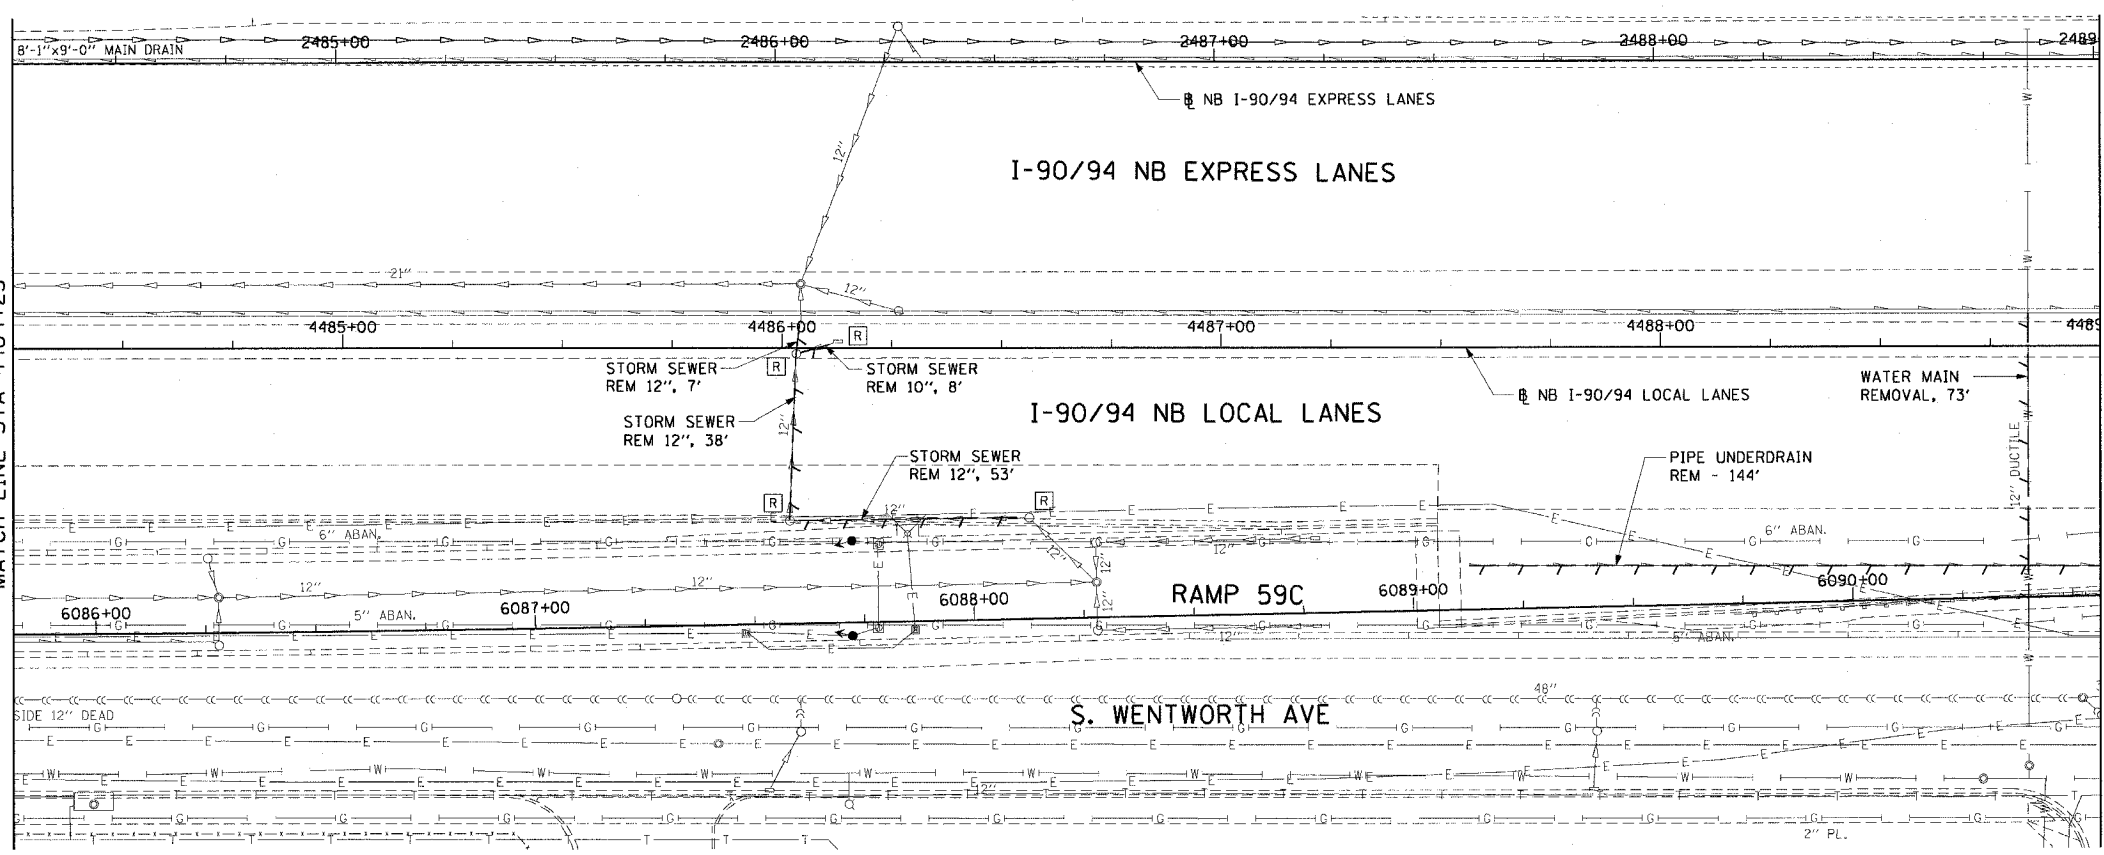 8'-1"x9'-0" MAIN DRAIN
2485+00
2486+00
2487+00
2488+00
2489
℄ NB I-90/94 EXPRESS LANES
12"
I-90/94 NB EXPRESS LANES
21"
12"
4485+00
4486+00
4487+00
4488+00
R
R
STORM SEWER
REM 12", 7'
STORM SEWER
REM 10", 8'
℄ NB I-90/94 LOCAL LANES
WATER MAIN
REMOVAL, 73'
STORM SEWER
REM 12", 38'
12"
I-90/94 NB LOCAL LANES
STORM SEWER
REM 12", 53'
PIPE UNDERDRAIN
REM - 144'
12" DUCTILE
R
R
12"
6" ABAN.
6" ABAN.
12"
12"
12"
12"
12"
12"
12"
RAMP 59C
6086+00
6087+00
6088+00
6089+00
6090+00
5" ABAN.
5" ABAN.
48"
SIDE 12" DEAD
S. WENTWORTH AVE
12"
2" PL.